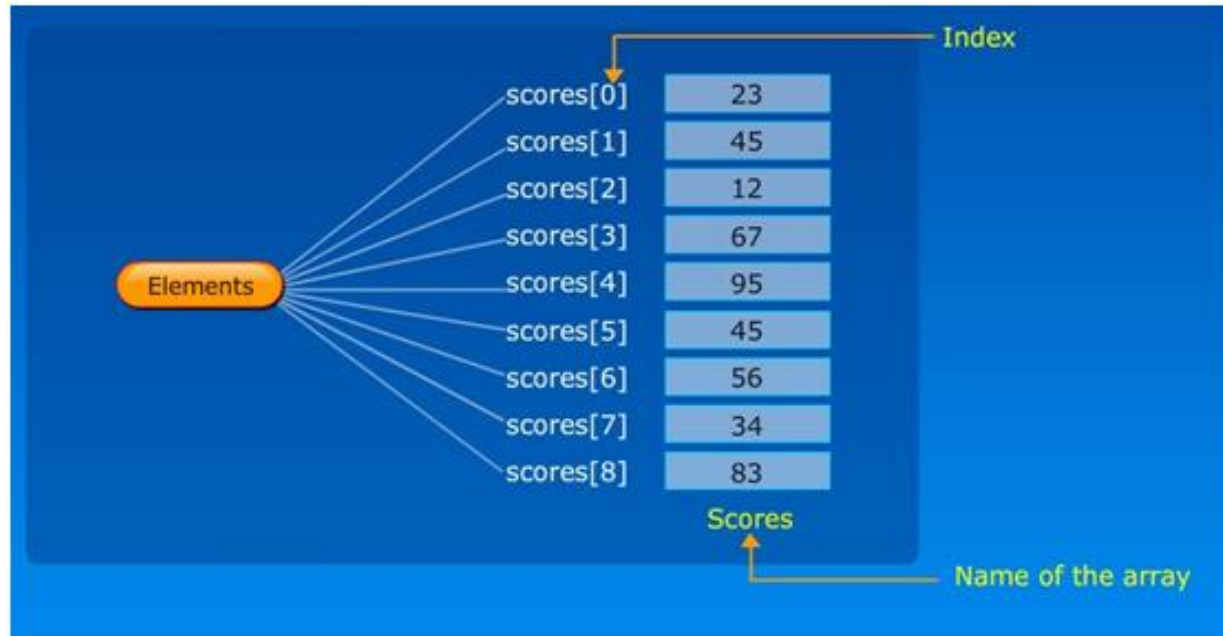 Index
scores[0] 23
scores[1] 45
scores[2] 12
scores[3] 67
Elements scores[4] 95
scores[5] 45
scores[6] 56
scores[7] 34
scores[8] 83
Scores
Name of the array